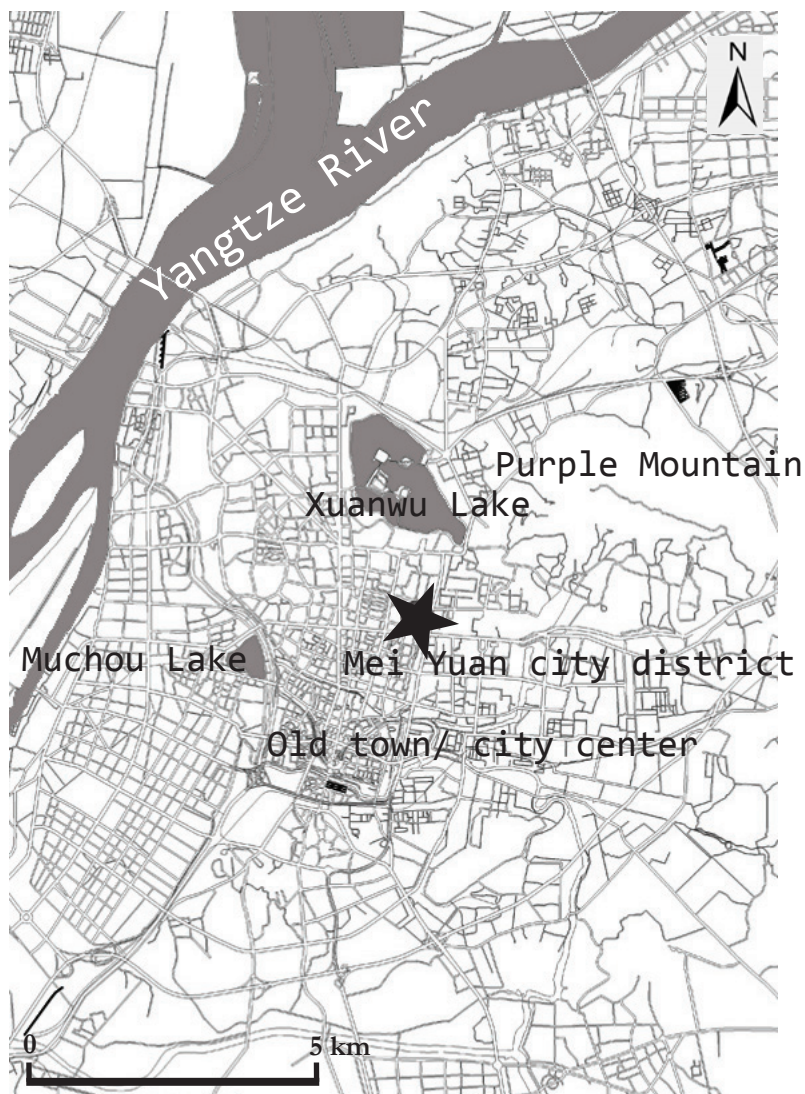 N
Yangtze River
Purple Mountain
Xuanwu Lake
Muchou Lake
Mei Yuan city district
Old town/ city center
0
5 km